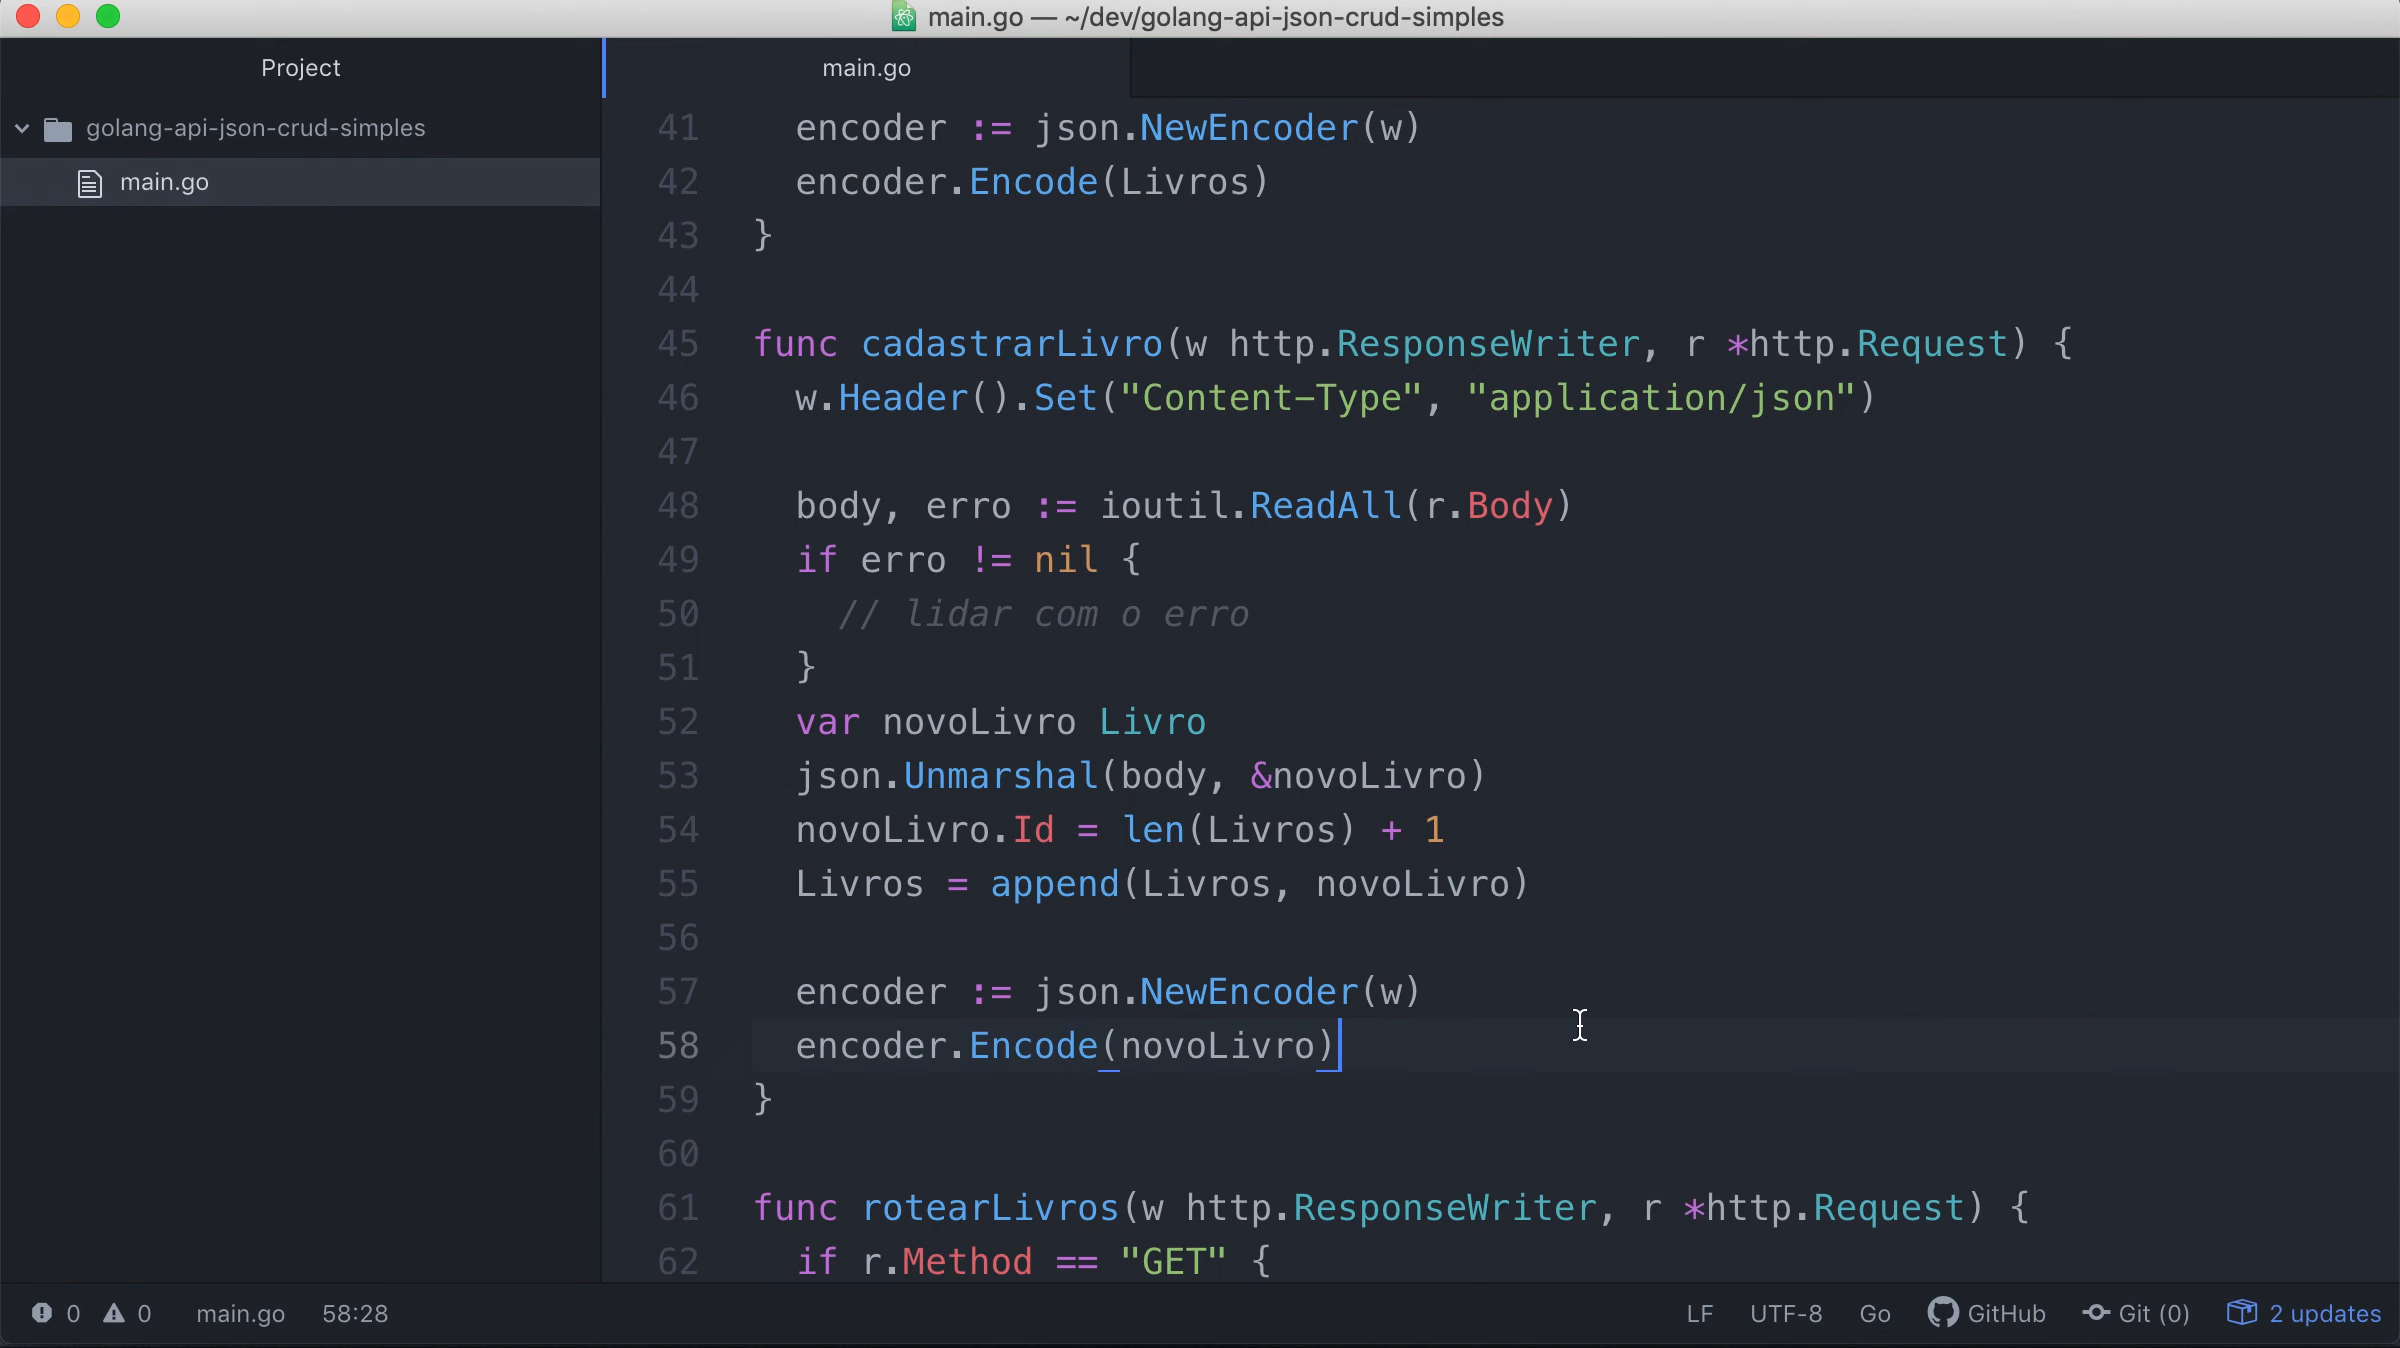 main.go — ~/dev/golang-api-json-crud-simples
Project
golang-api-json-crud-simples
main.go
main.go
41 encoder := json.NewEncoder(w)
42 encoder.Encode(Livros)
43 }
44
45 func cadastrarLivro(w http.ResponseWriter, r *http.Request) {
46 w.Header().Set("Content-Type", "application/json")
47
48 body, erro := ioutil.ReadAll(r.Body)
49 if erro != nil {
50 // lidar com o erro
51 }
52 var novoLivro Livro
53 json.Unmarshal(body, &novoLivro)
54 novoLivro.Id = len(Livros) + 1
55 Livros = append(Livros, novoLivro)
56
57 encoder := json.NewEncoder(w)
58 encoder.Encode(novoLivro)
59 }
60
61 func rotearLivros(w http.ResponseWriter, r *http.Request) {
62 if r.Method == "GET" {
0 0 main.go 58:28 LF UTF-8 Go GitHub Git (0) 2 updates